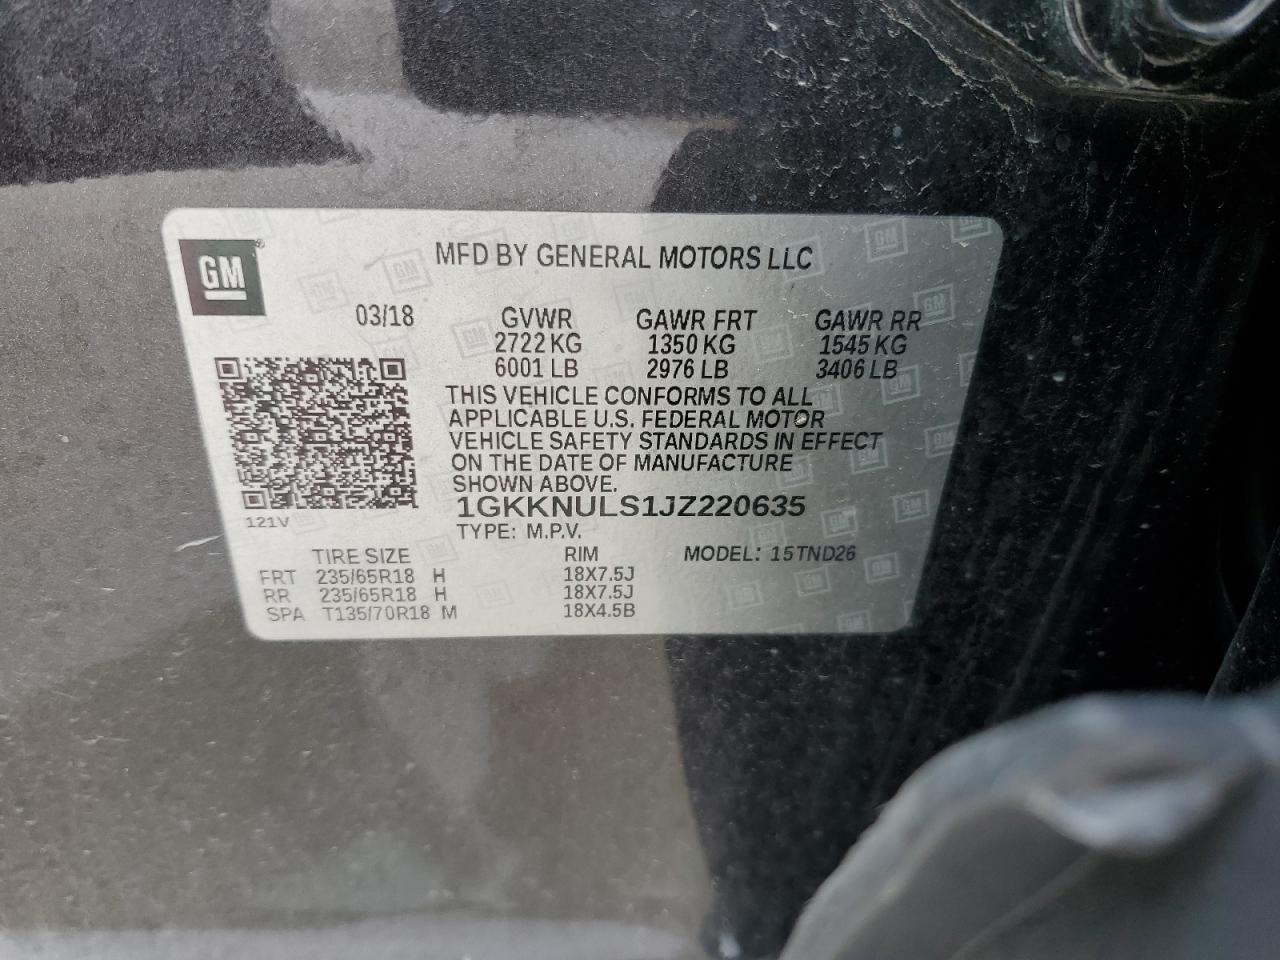 GM
MFD BY GENERAL MOTORS LLC
03/18 GVWR GAWR FRT GAWR RR
2722 KG 1350 KG 1545 KG
6001 LB 2976 LB 3406 LB
THIS VEHICLE CONFORMS TO ALL
APPLICABLE U.S. FEDERAL MOTOR
VEHICLE SAFETY STANDARDS IN EFFECT
ON THE DATE OF MANUFACTURE
SHOWN ABOVE.
1GKKNULS1JZ220635
121V
TYPE: M.P.V.
TIRE SIZE RIM MODEL: 15TND26
FRT 235/65R18 H 18X7.5J
RR 235/65R18 H 18X7.5J
SPA T135/70R18 M 18X4.5B